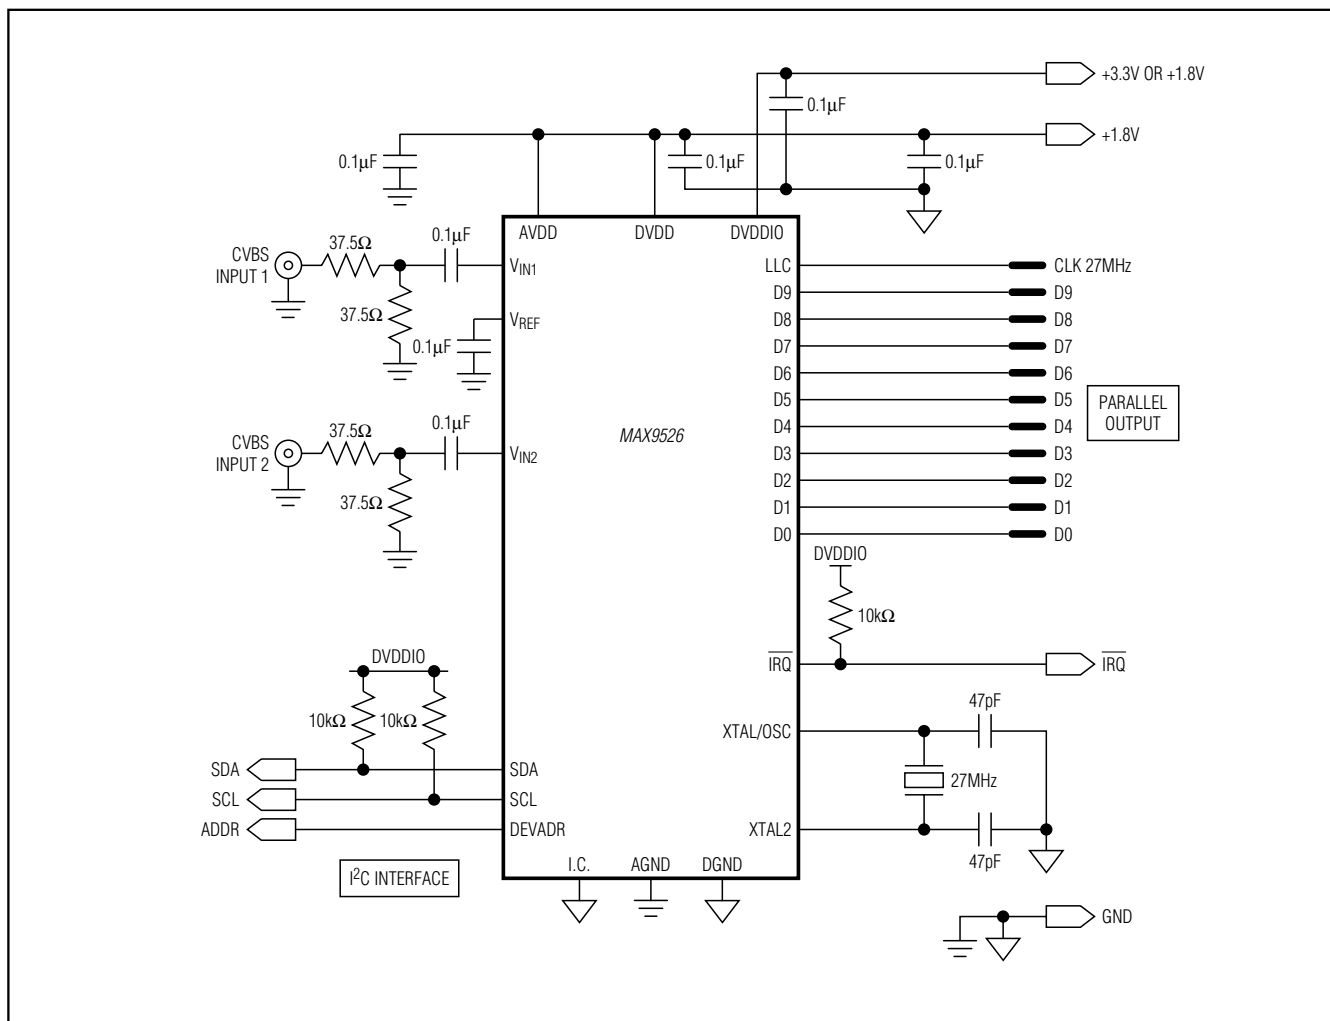 +3.3V OR +1.8V
0.1µF
+1.8V
0.1µF
0.1µF
0.1µF
AVDD
DVDD
DVDDIO
CVBS
INPUT 1
37.5Ω
0.1µF
VIN1
37.5Ω
VREF
0.1µF
CVBS
INPUT 2
37.5Ω
0.1µF
VIN2
37.5Ω
MAX9526
LLC
CLK 27MHz
D9
D9
D8
D8
D7
D7
D6
D6
D5
D5
D4
D4
D3
D3
D2
D2
D1
D1
D0
D0
PARALLEL
OUTPUT
DVDDIO
10kΩ
IRQ
IRQ
DVDDIO
10kΩ
10kΩ
SDA
SDA
SCL
SCL
ADDR
DEVADR
I2C INTERFACE
XTAL/OSC
47pF
27MHz
XTAL2
47pF
I.C.
AGND
DGND
GND